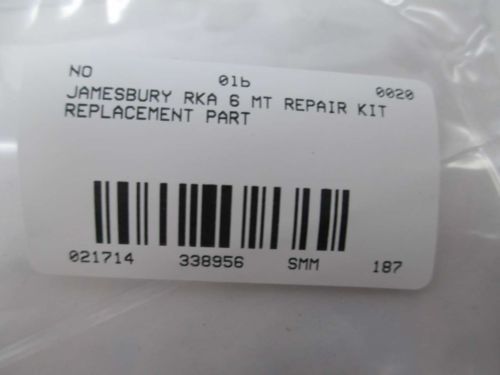 NO 01b 0020
JAMESBURY RKA 6 MT REPAIR KIT
REPLACEMENT PART
021714 338956 SMM 187